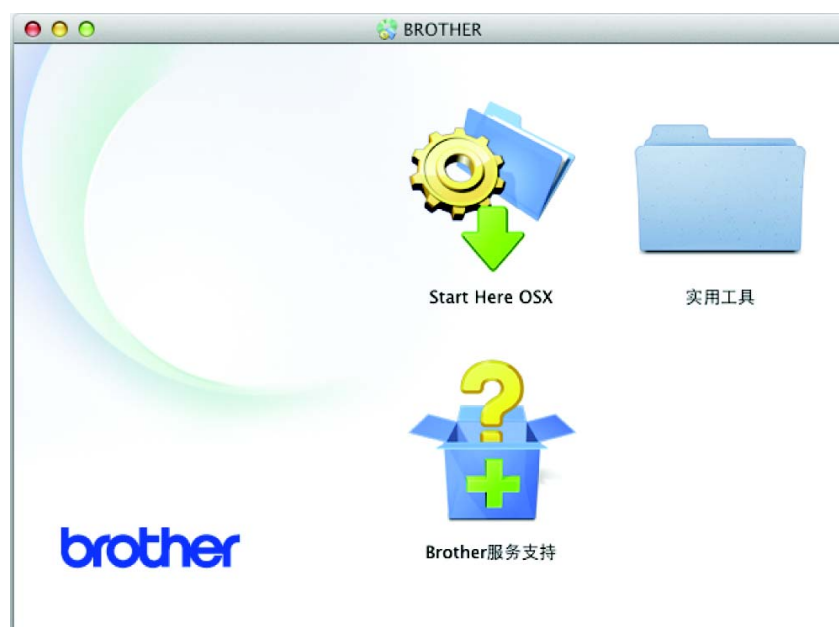 BROTHER
Start Here OSX
实用工具
Brother服务支持
brother